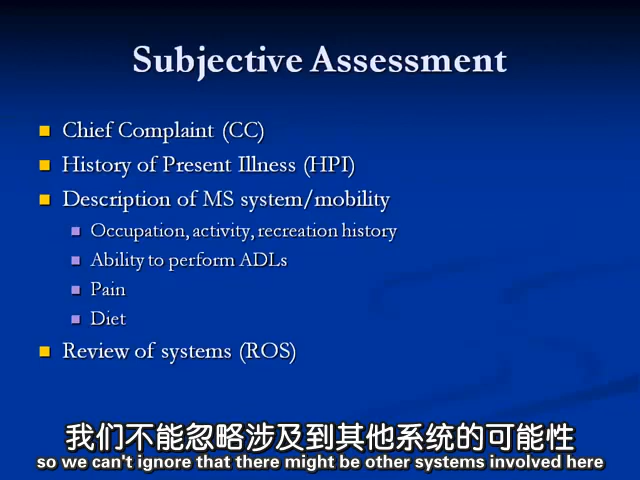 Subjective Assessment
Chief Complaint (CC)
History of Present Illness (HPI)
Description of MS system/mobility
Occupation, activity, recreation history
Ability to perform ADLs
Pain
Diet
Review of systems (ROS)
我们不能忽略涉及到其他系统的可能性
so we can't ignore that there might be other systems involved here